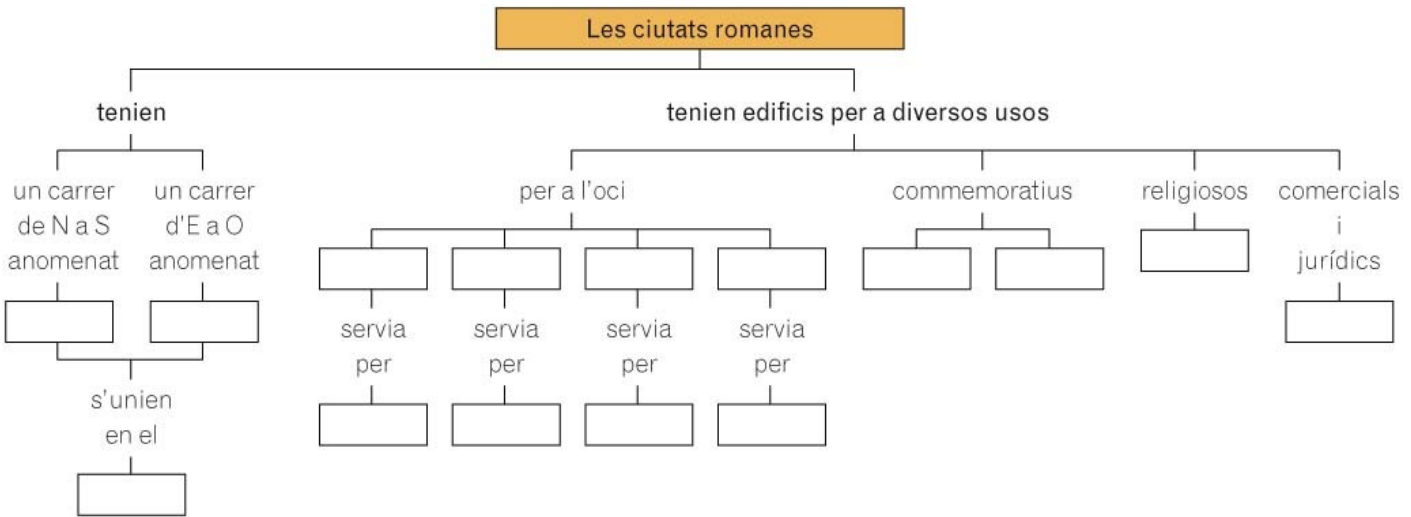 Les ciutats romanes
tenien
tenien edificis per a diversos usos
un carrer
de N a S
anomenat
un carrer
d'E a O
anomenat
s'unien
en el
per a l'oci
servia
per
servia
per
servia
per
servia
per
commemoratius
religiosos
comercials
i
jurídics